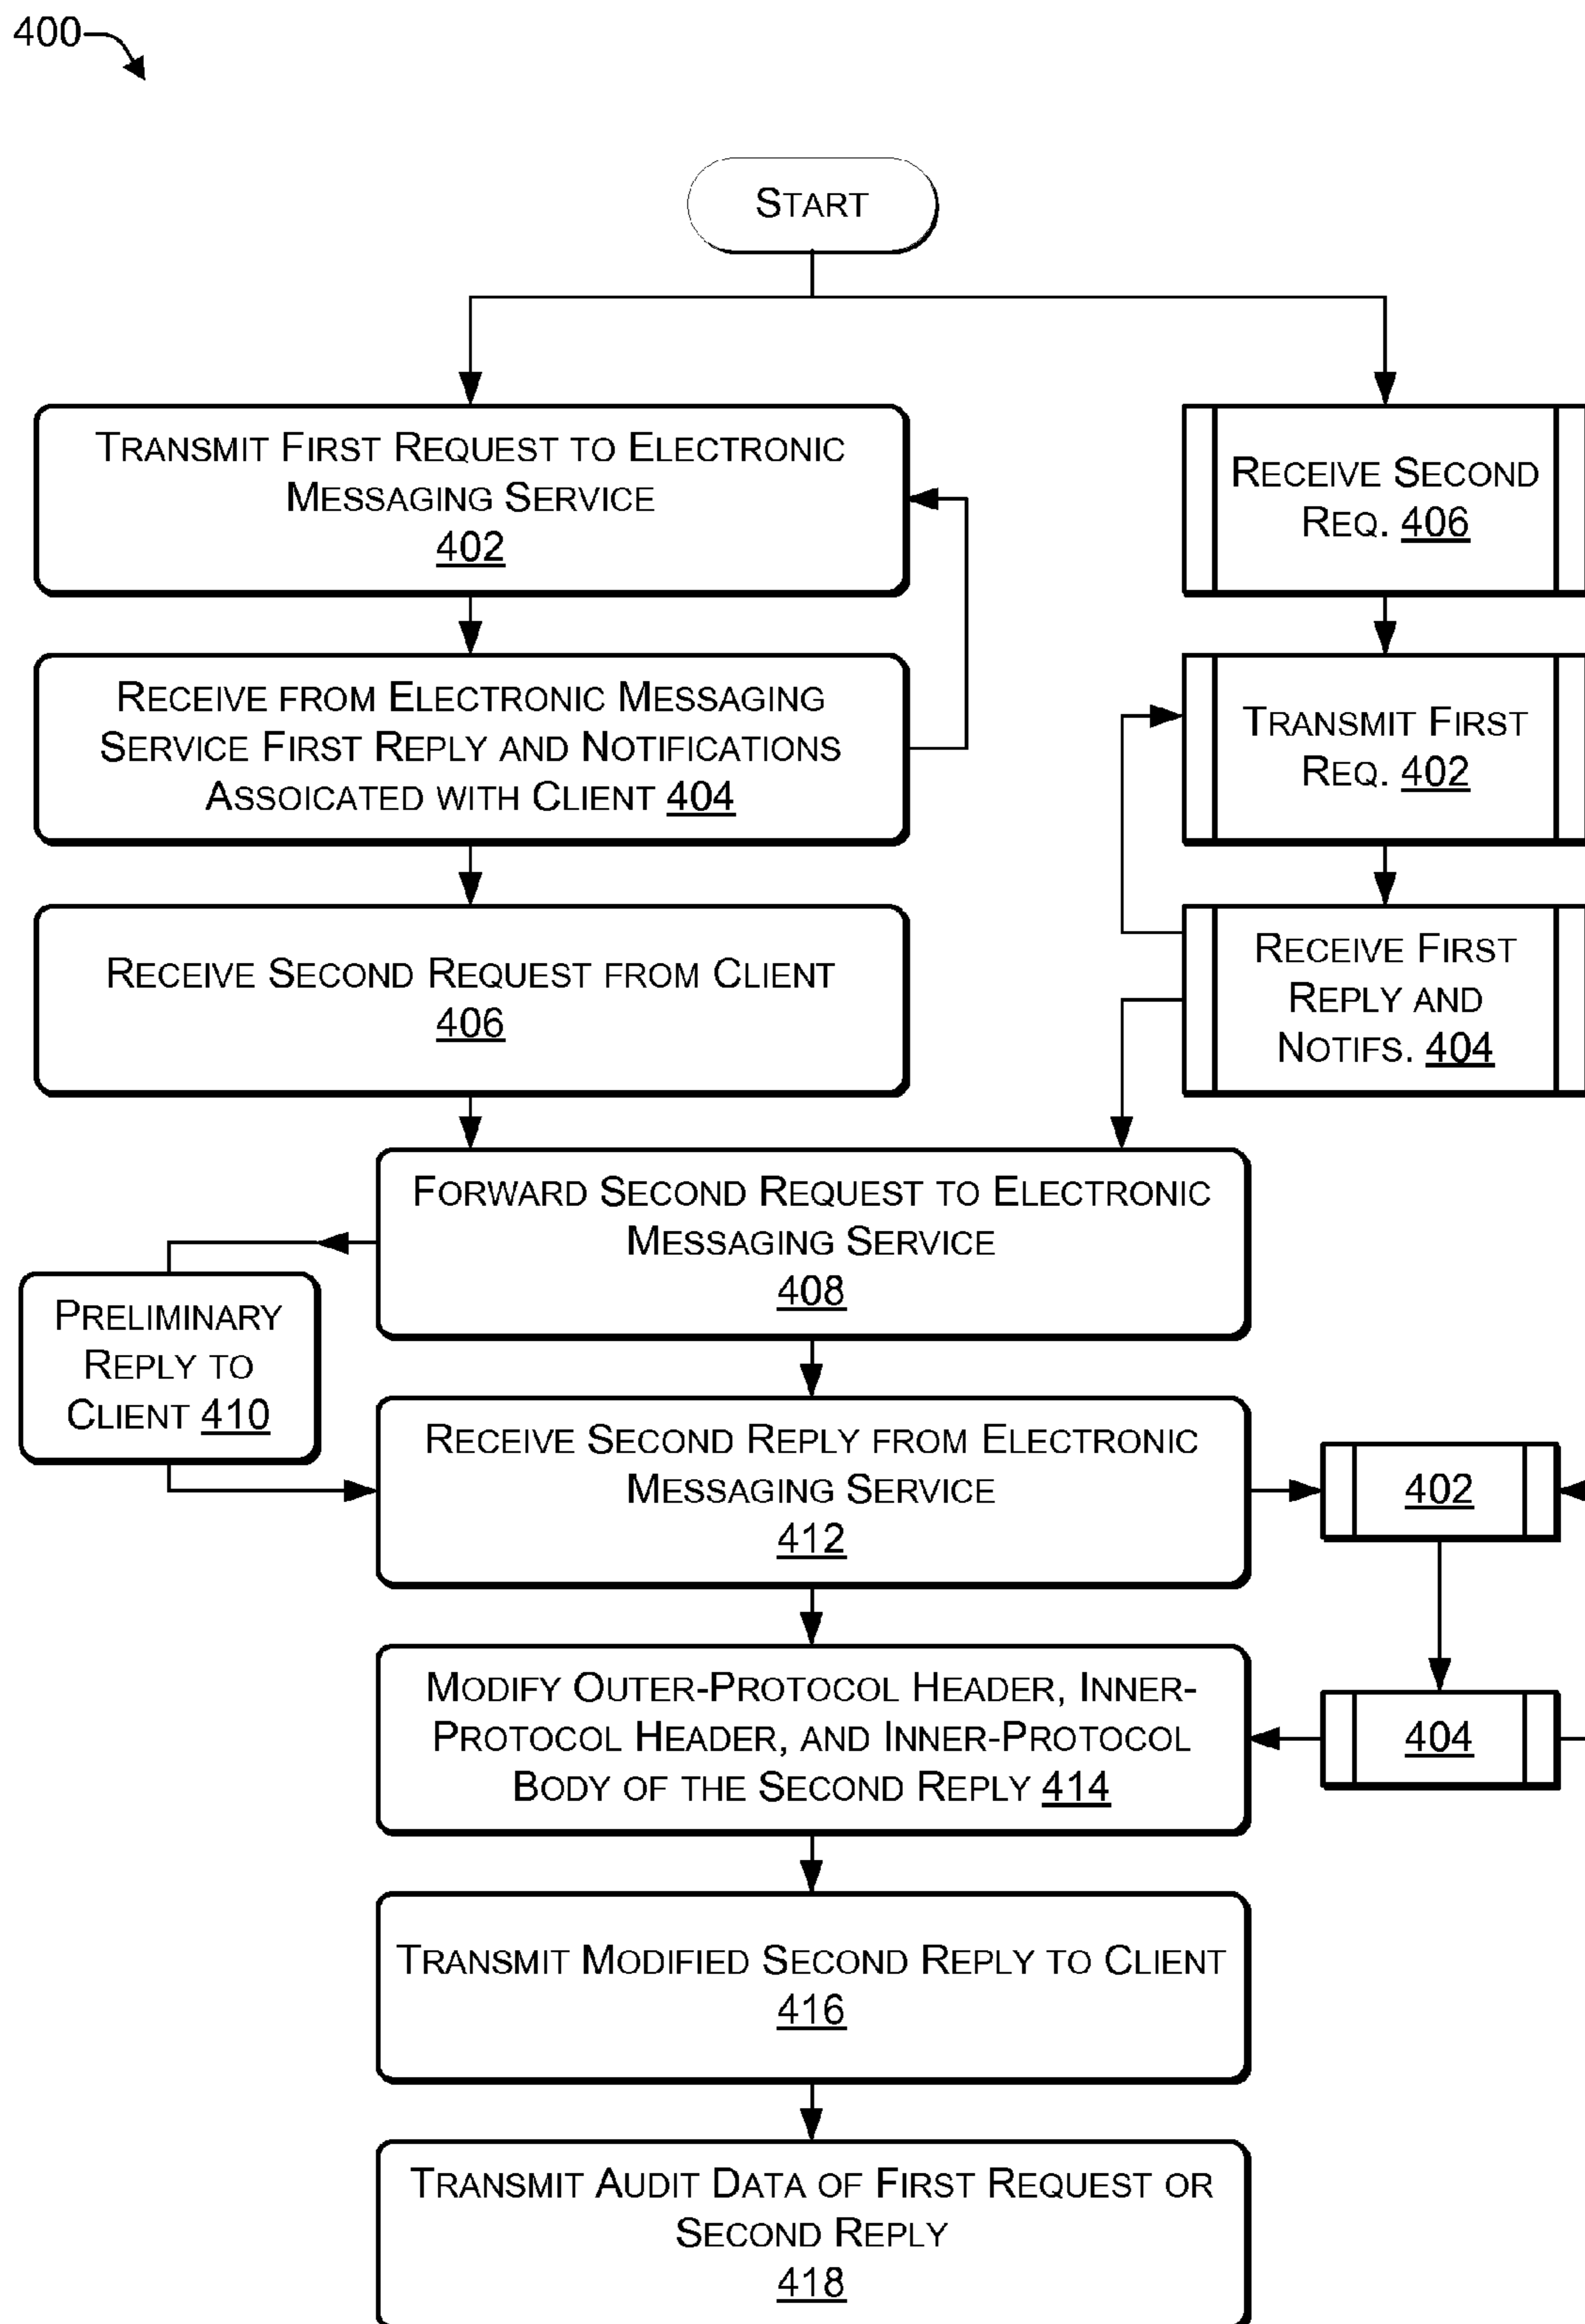 400
START
TRANSMIT FIRST REQUEST TO ELECTRONIC
MESSAGING SERVICE
402
RECEIVE FROM ELECTRONIC MESSAGING
SERVICE FIRST REPLY AND NOTIFICATIONS
ASSOICATED WITH CLIENT 404
RECEIVE SECOND REQUEST FROM CLIENT
406
RECEIVE SECOND
REQ. 406
TRANSMIT FIRST
REQ. 402
RECEIVE FIRST
REPLY AND
NOTIFS. 404
FORWARD SECOND REQUEST TO ELECTRONIC
MESSAGING SERVICE
408
PRELIMINARY
REPLY TO
CLIENT 410
RECEIVE SECOND REPLY FROM ELECTRONIC
MESSAGING SERVICE
412
402
404
MODIFY OUTER-PROTOCOL HEADER, INNER-
PROTOCOL HEADER, AND INNER-PROTOCOL
BODY OF THE SECOND REPLY 414
TRANSMIT MODIFIED SECOND REPLY TO CLIENT
416
TRANSMIT AUDIT DATA OF FIRST REQUEST OR
SECOND REPLY
418